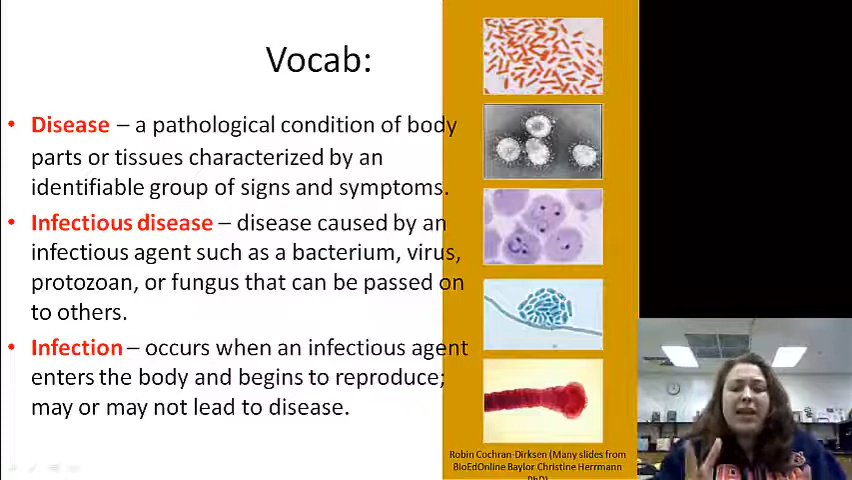 Vocab:
• Disease – a pathological condition of body
parts or tissues characterized by an
identifiable group of signs and symptoms.
• Infectious disease – disease caused by an
infectious agent such as a bacterium, virus,
protozoan, or fungus that can be passed on
to others.
• Infection – occurs when an infectious agent
enters the body and begins to reproduce;
may or may not lead to disease.
Robin Cochran-Dirksen (Many slides from
BioEdOnline Baylor Christine Herrmann
PhD)